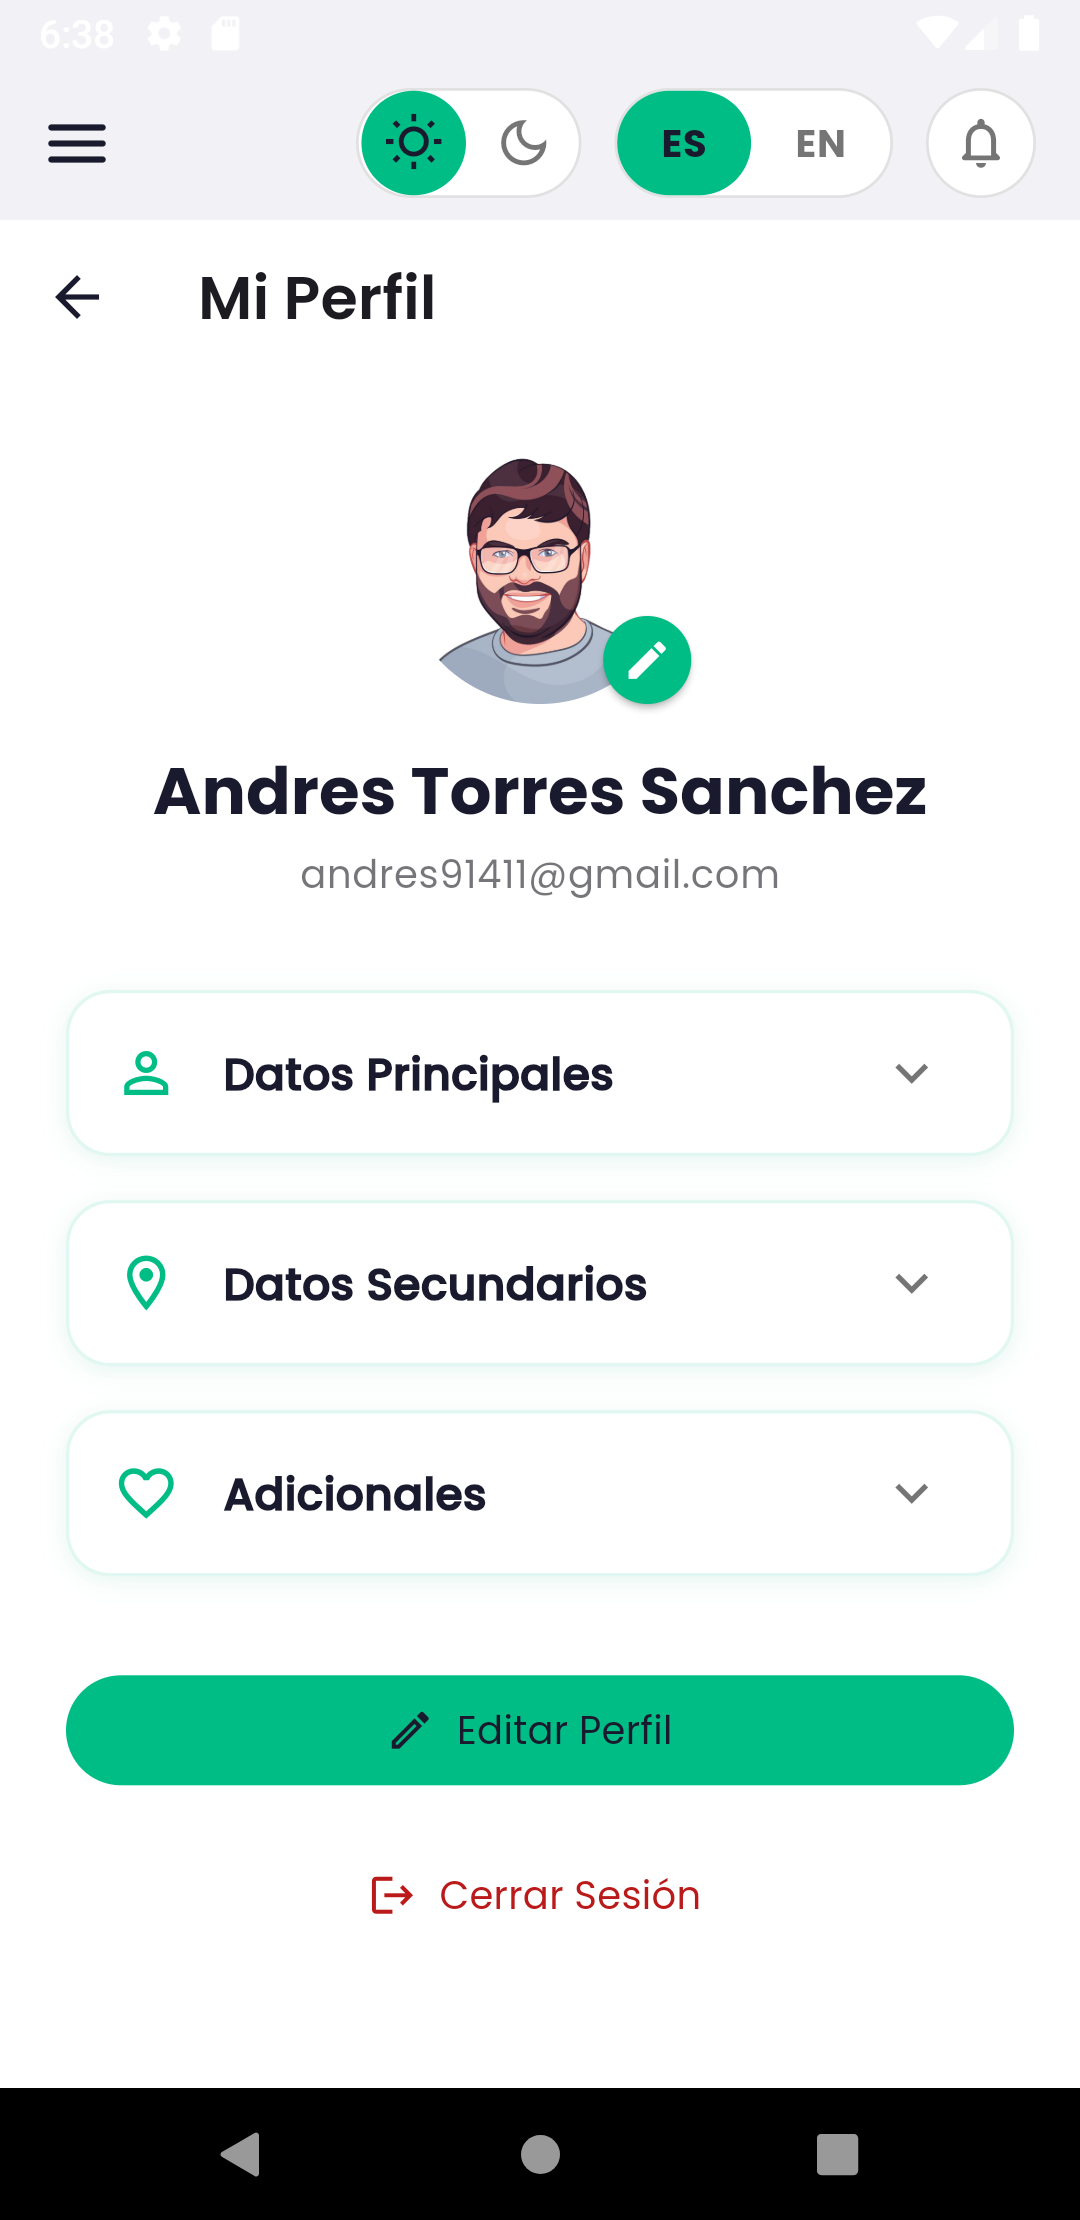 6:38
ES EN
Mi Perfil
Andres Torres Sanchez
andres91411@gmail.com
Datos Principales
Datos Secundarios
Adicionales
Editar Perfil
Cerrar Sesión